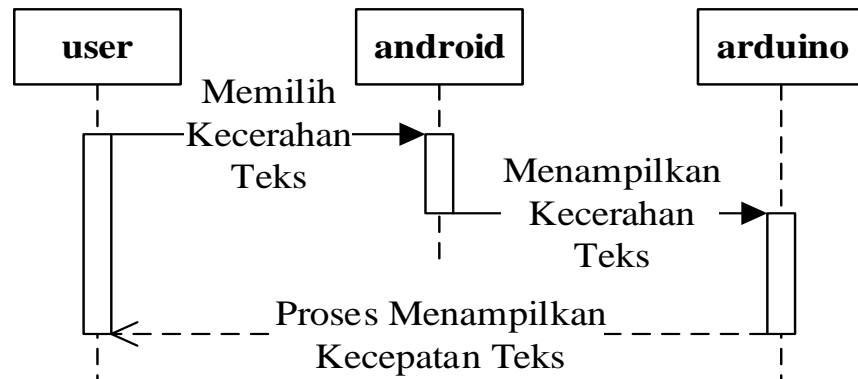 user
android
arduino
Memilih
Kecerahan
Teks
Menampilkan
Kecerahan
Teks
Proses Menampilkan
Kecepatan Teks